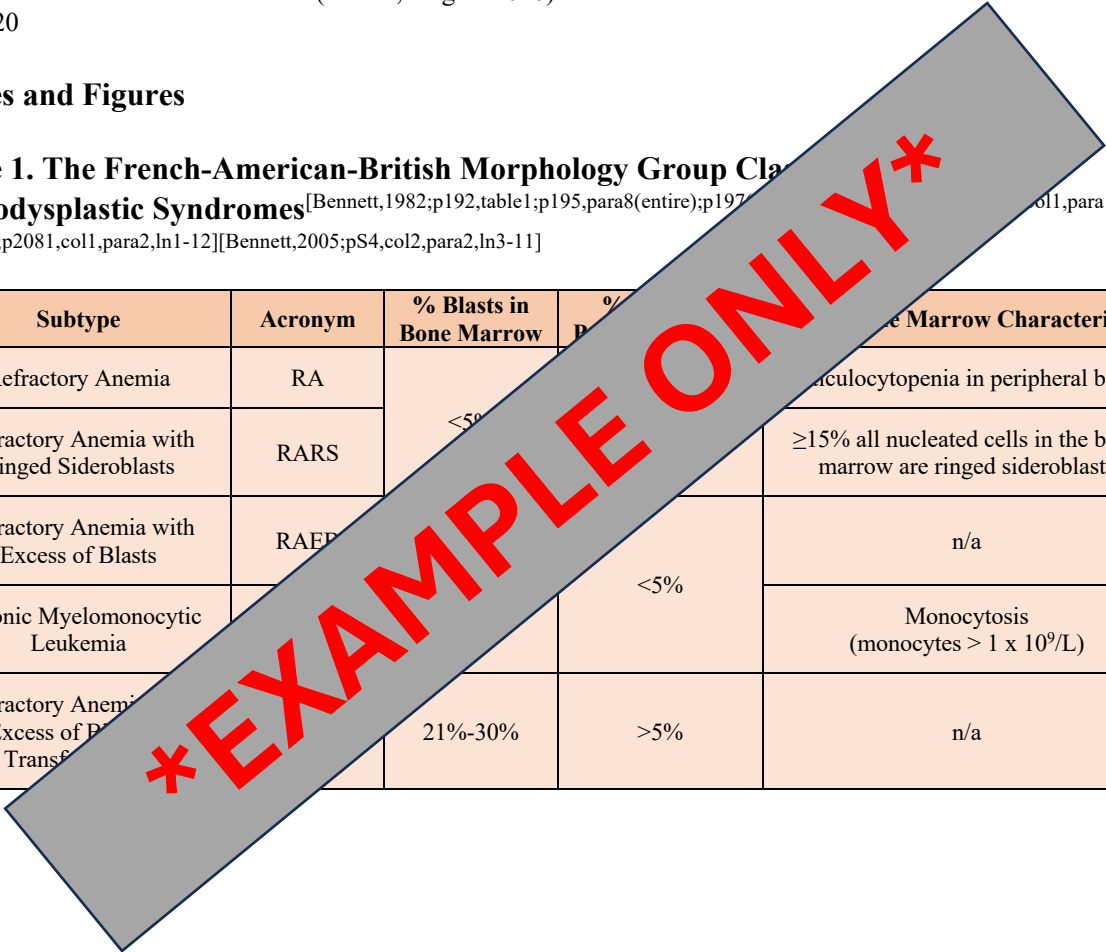 20
es and Figures
e 1. The French-American-British Morphology Group Cla
odysplastic Syndromes[Bennett,1982;p192,table1;p195,para8(entire);p197 col1,para
;p2081,col1,para2,ln1-12][Bennett,2005;pS4,col2,para2,ln3-11]
Subtype Acronym % Blasts in Bone Marrow % Marrow Characteri
efractory Anemia RA <5% iculocytopenia in peripheral b
ractory Anemia with
inged Sideroblasts
RARS
≥15% all nucleated cells in the b
marrow are ringed sideroblast
ractory Anemia with
Excess of Blasts
RAEB
<5%
n/a
onic Myelomonocytic
Leukemia
Monocytosis
(monocytes > 1 x 10⁹/L)
ractory Anemi
Excess of B
Transf
21%-30%
>5%
n/a
*EXAMPLE ONLY*